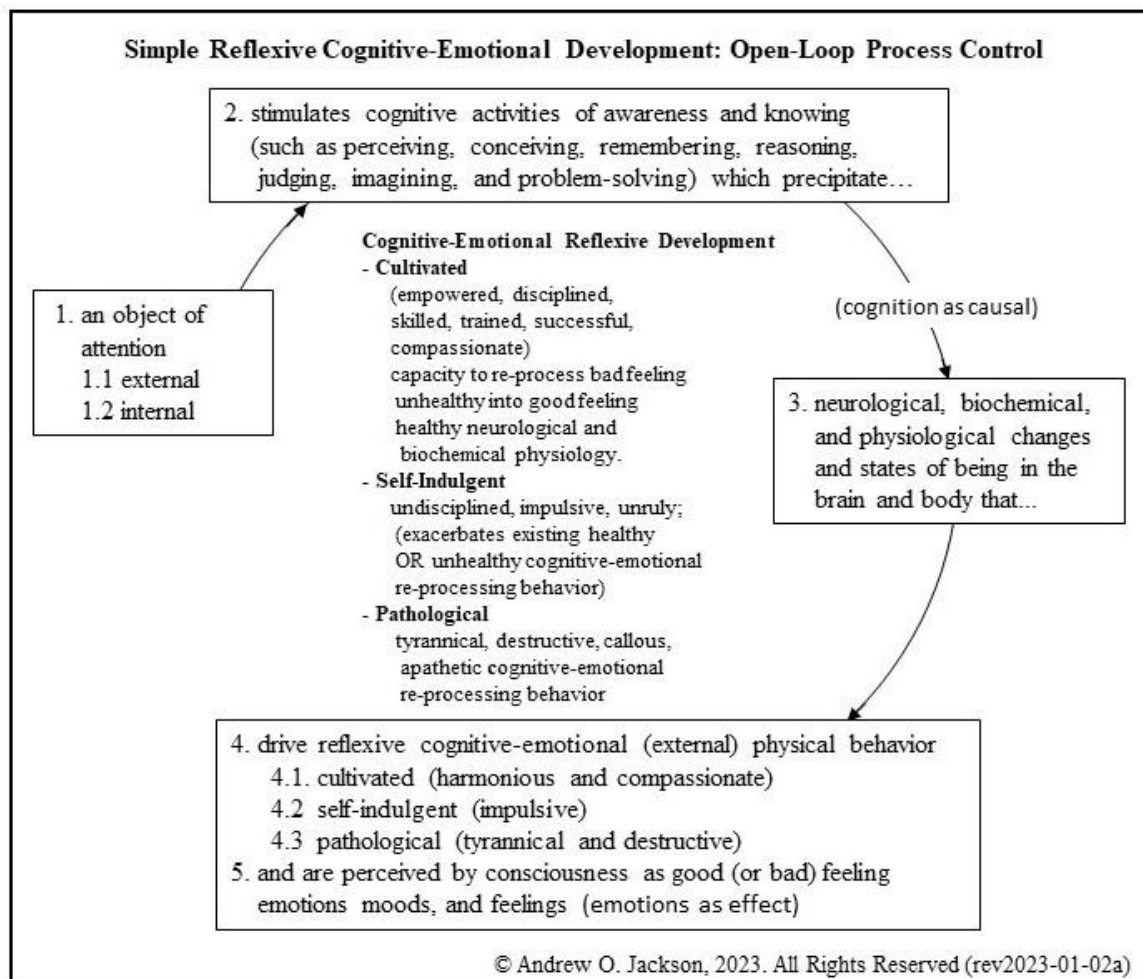 Simple Reflexive Cognitive-Emotional Development: Open-Loop Process Control
2. stimulates cognitive activities of awareness and knowing
(such as perceiving, conceiving, remembering, reasoning,
judging, imagining, and problem-solving) which precipitate…
1. an object of
attention
1.1 external
1.2 internal
Cognitive-Emotional Reflexive Development
- Cultivated
(empowered, disciplined,
skilled, trained, successful,
compassionate)
capacity to re-process bad feeling
unhealthy into good feeling
healthy neurological and
biochemical physiology.
- Self-Indulgent
undisciplined, impulsive, unruly;
(exacerbates existing healthy
OR unhealthy cognitive-emotional
re-processing behavior)
- Pathological
tyrannical, destructive, callous,
apathetic cognitive-emotional
re-processing behavior
(cognition as causal)
3. neurological, biochemical,
and physiological changes
and states of being in the
brain and body that...
4. drive reflexive cognitive-emotional (external) physical behavior
4.1. cultivated (harmonious and compassionate)
4.2 self-indulgent (impulsive)
4.3 pathological (tyrannical and destructive)
5. and are perceived by consciousness as good (or bad) feeling
emotions moods, and feelings (emotions as effect)
© Andrew O. Jackson, 2023. All Rights Reserved (rev2023-01-02a)